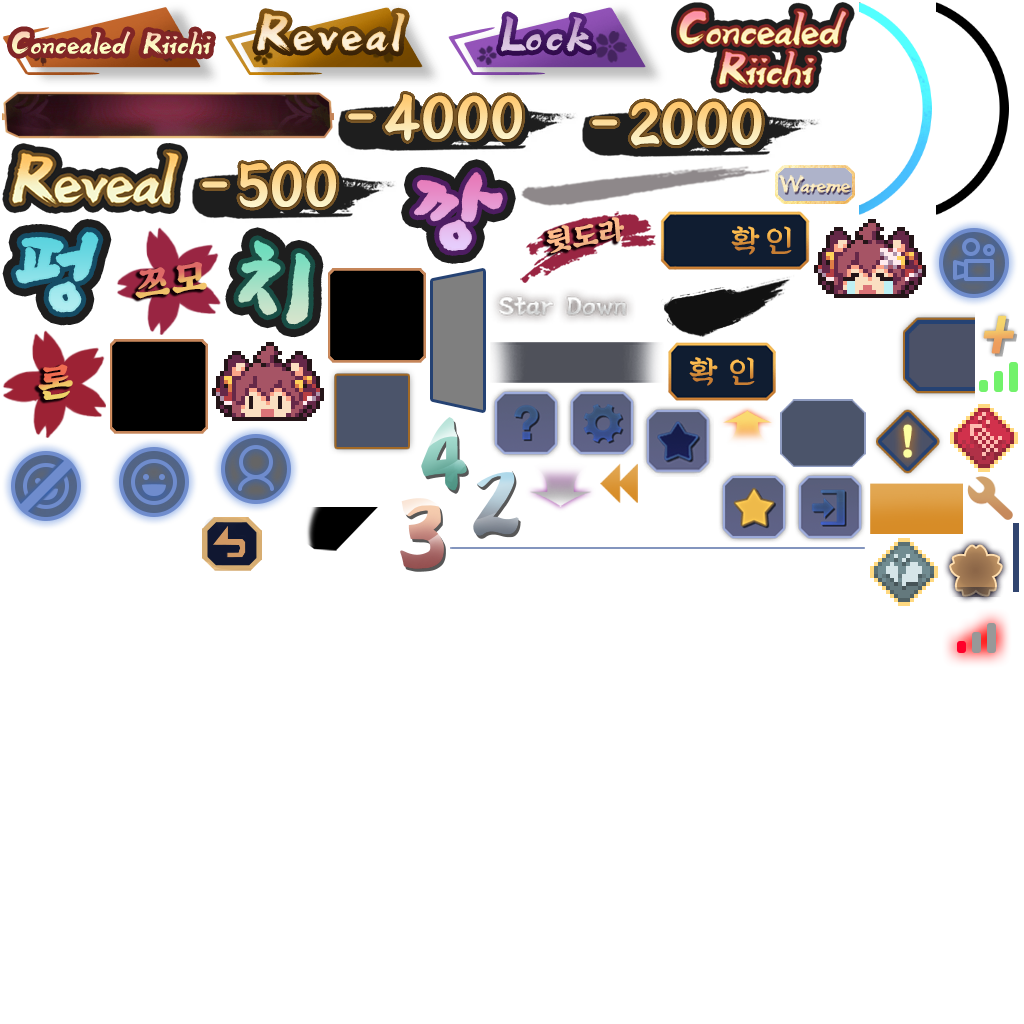 Concealed Riichi
Reveal
Lock
Concealed
Riichi
-4000
-2000
Reveal
-500
깡
Wareme
펑
쯔모
치
뒷도라
확인
Star Down
론
확인
?
!
4
2
3